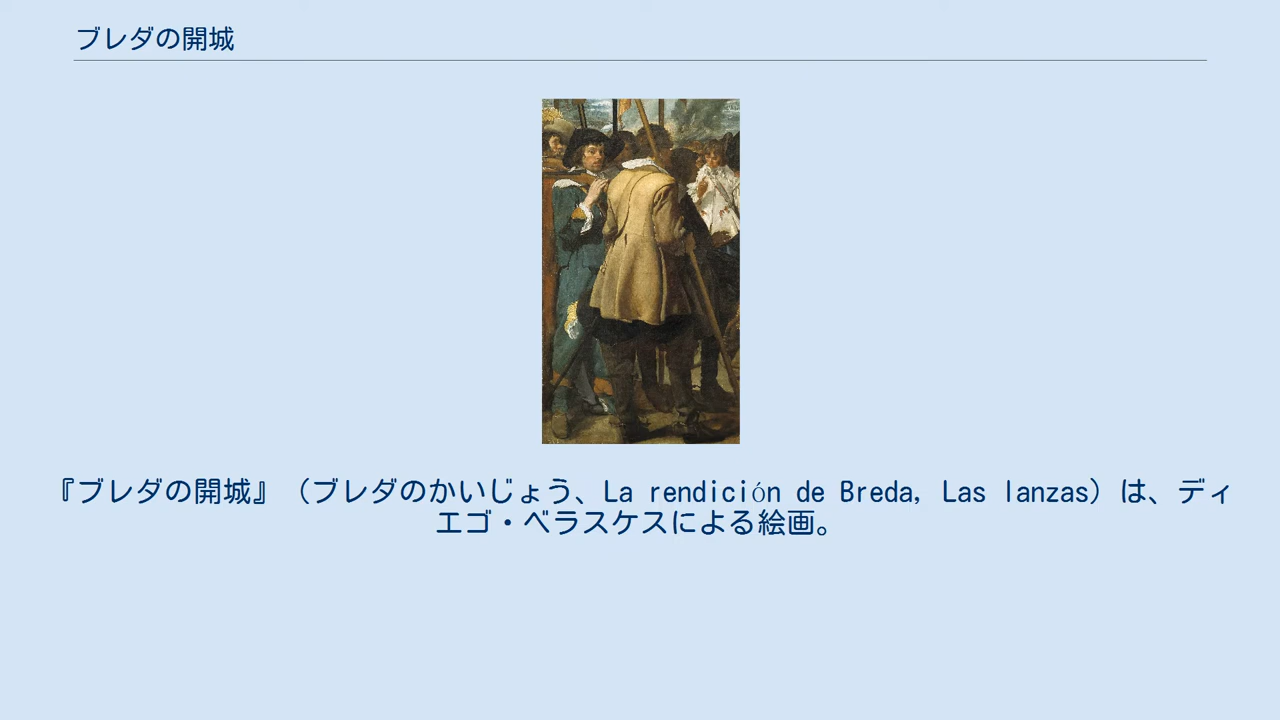 ブレダの開城
『ブレダの開城』（ブレダのかいじょう、La rendición de Breda, Las lanzas）は、ディ
エゴ・ベラスケスによる絵画。